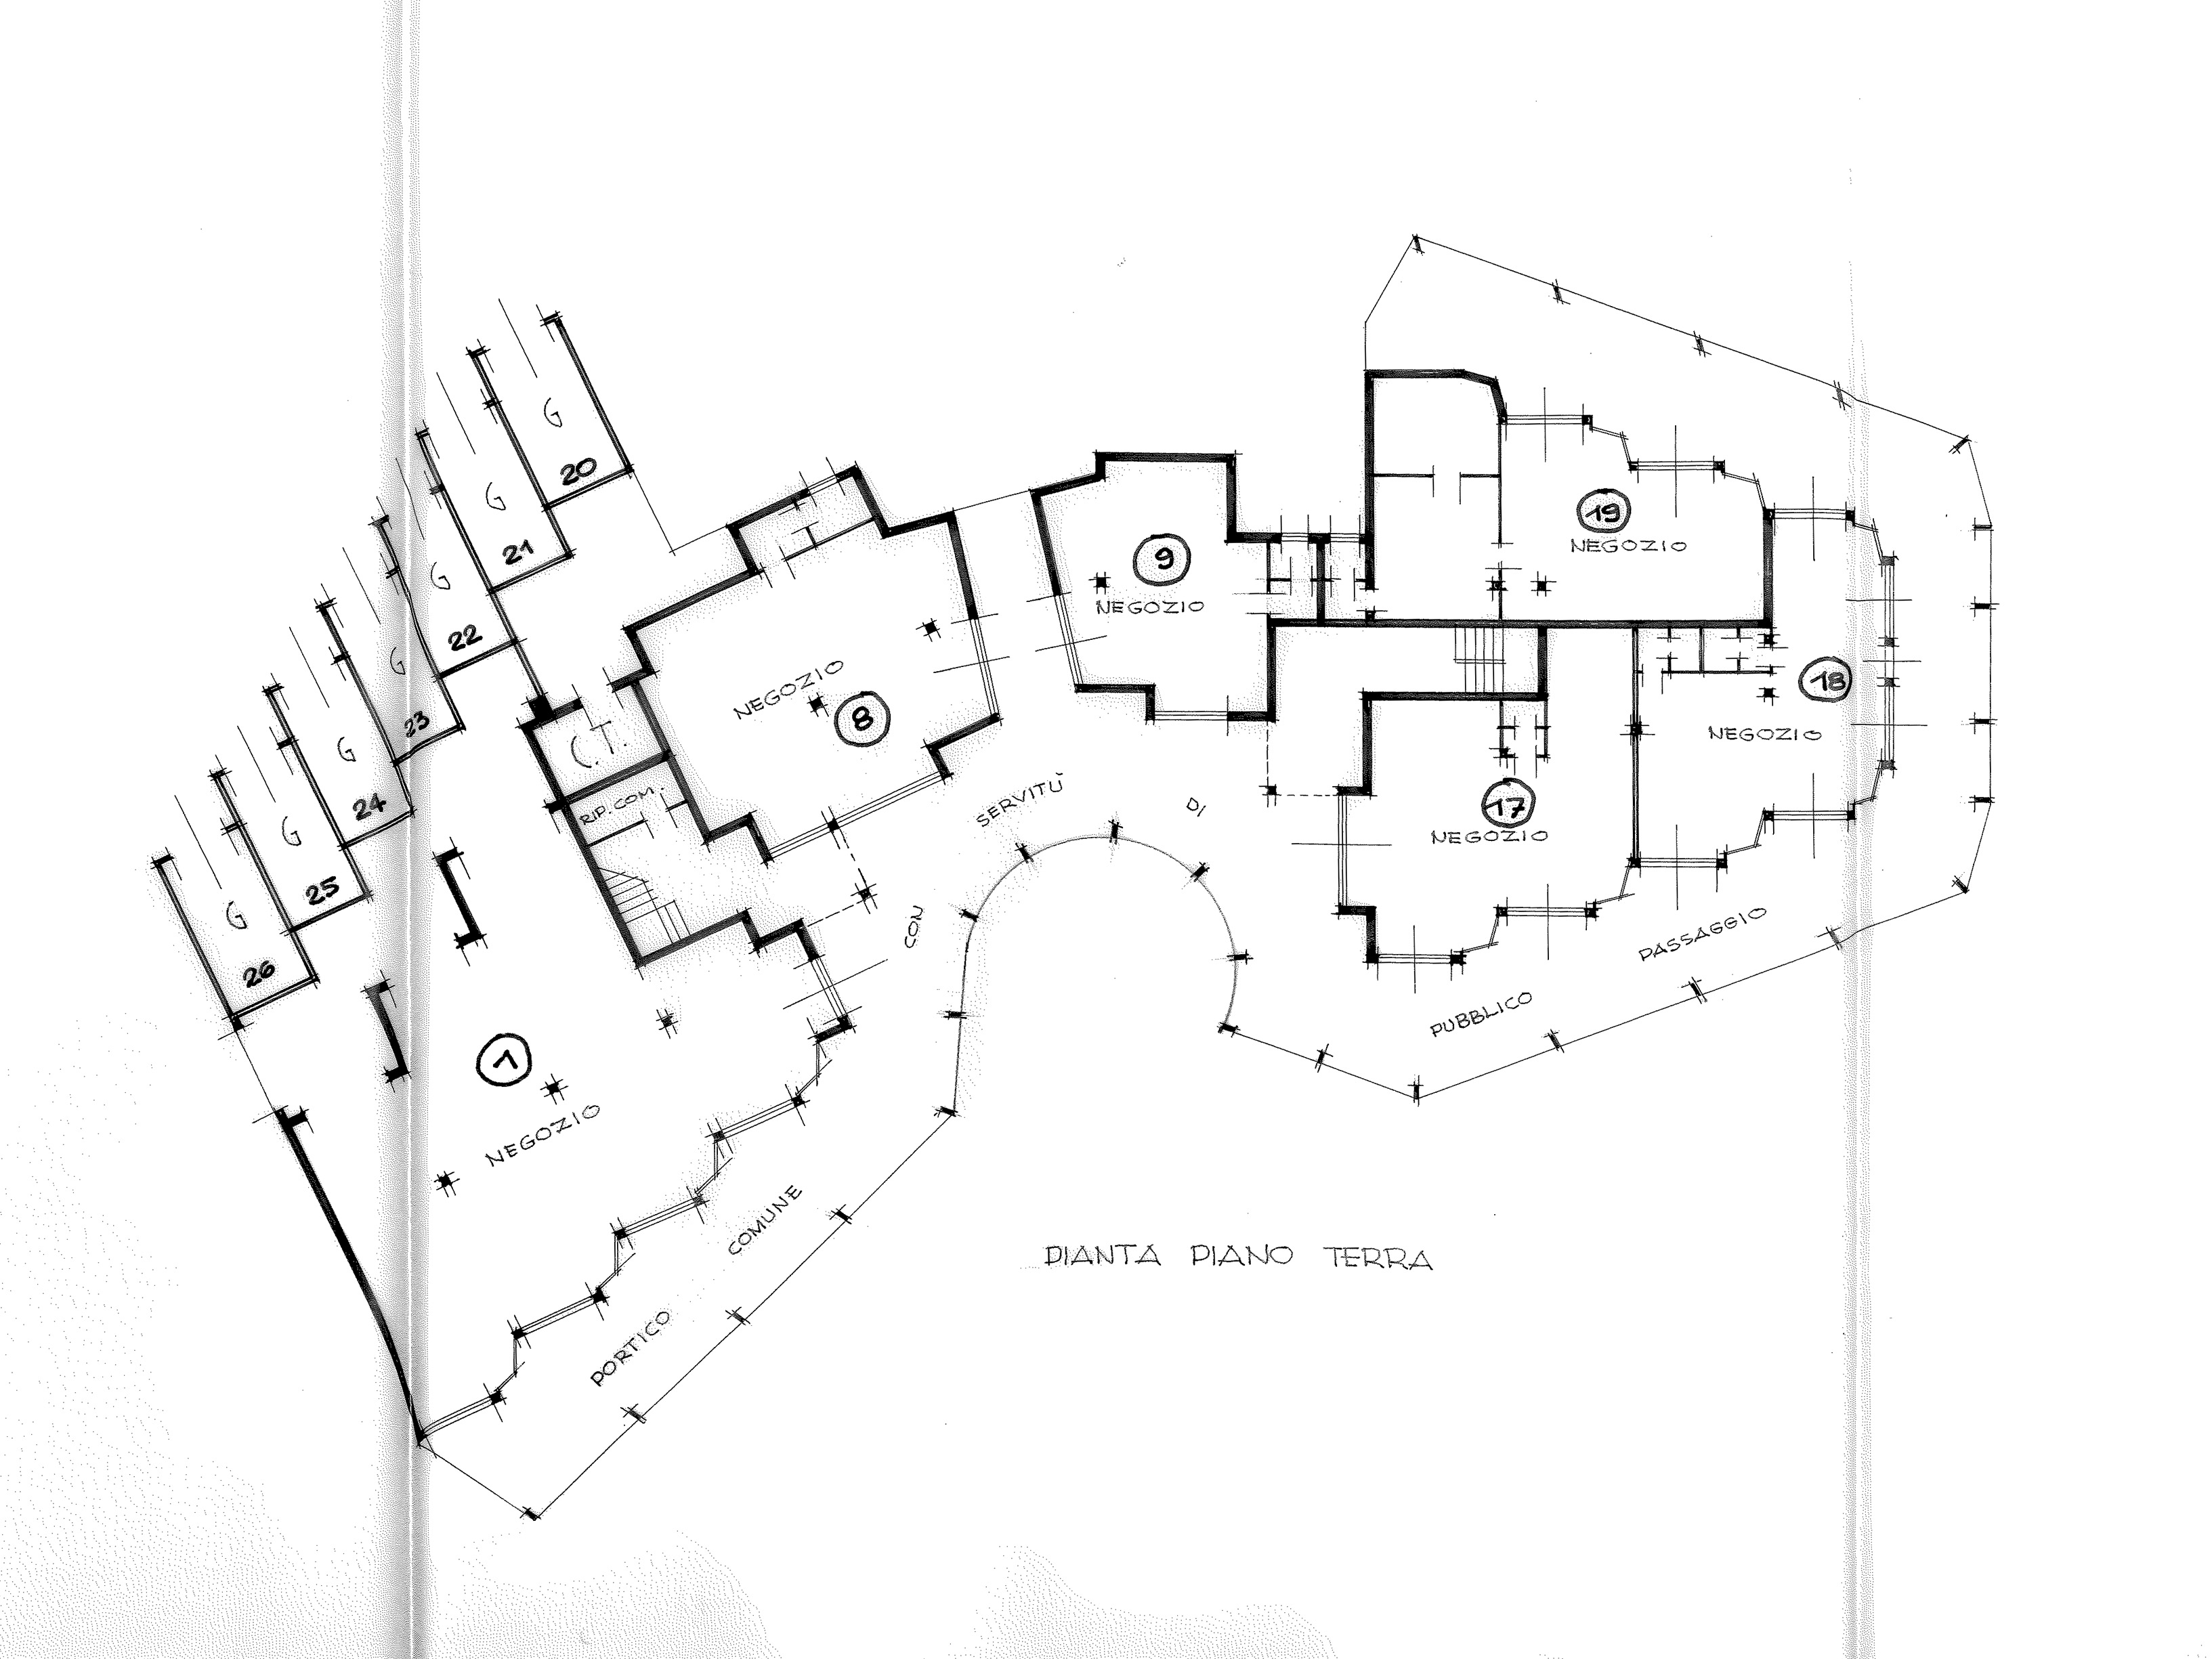 G
20
G
21
G
22
G
23
G
24
G
25
G
26
C.T.
RIP. COM.
NEGOZIO
8
9
NEGOZIO
19
NEGOZIO
18
NEGOZIO
17
NEGOZIO
1
NEGOZIO
PORTICO
COMUNE
CON
SERVITÙ
DI
PASSAGGIO
PUBBLICO
PIANTA PIANO TERRA